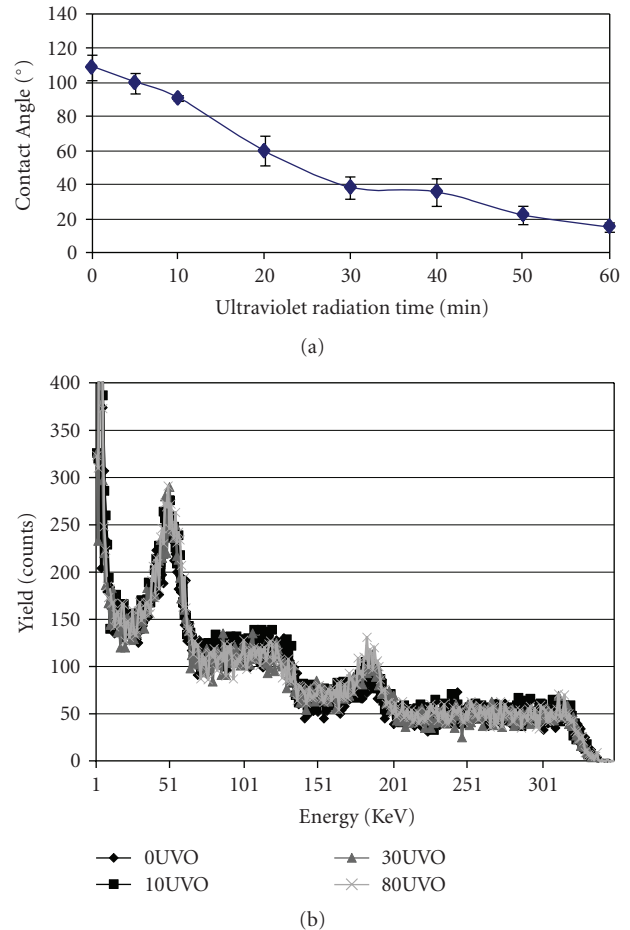 140
120
100
80
60
40
20
0
Contact Angle (°)
0 10 20 30 40 50 60
Ultraviolet radiation time (min)
(a)
400
350
300
250
200
150
100
50
0
Yield (counts)
1 51 101 151 201 251 301
Energy (KeV)
0UVO 30UVO
10UVO 80UVO
(b)